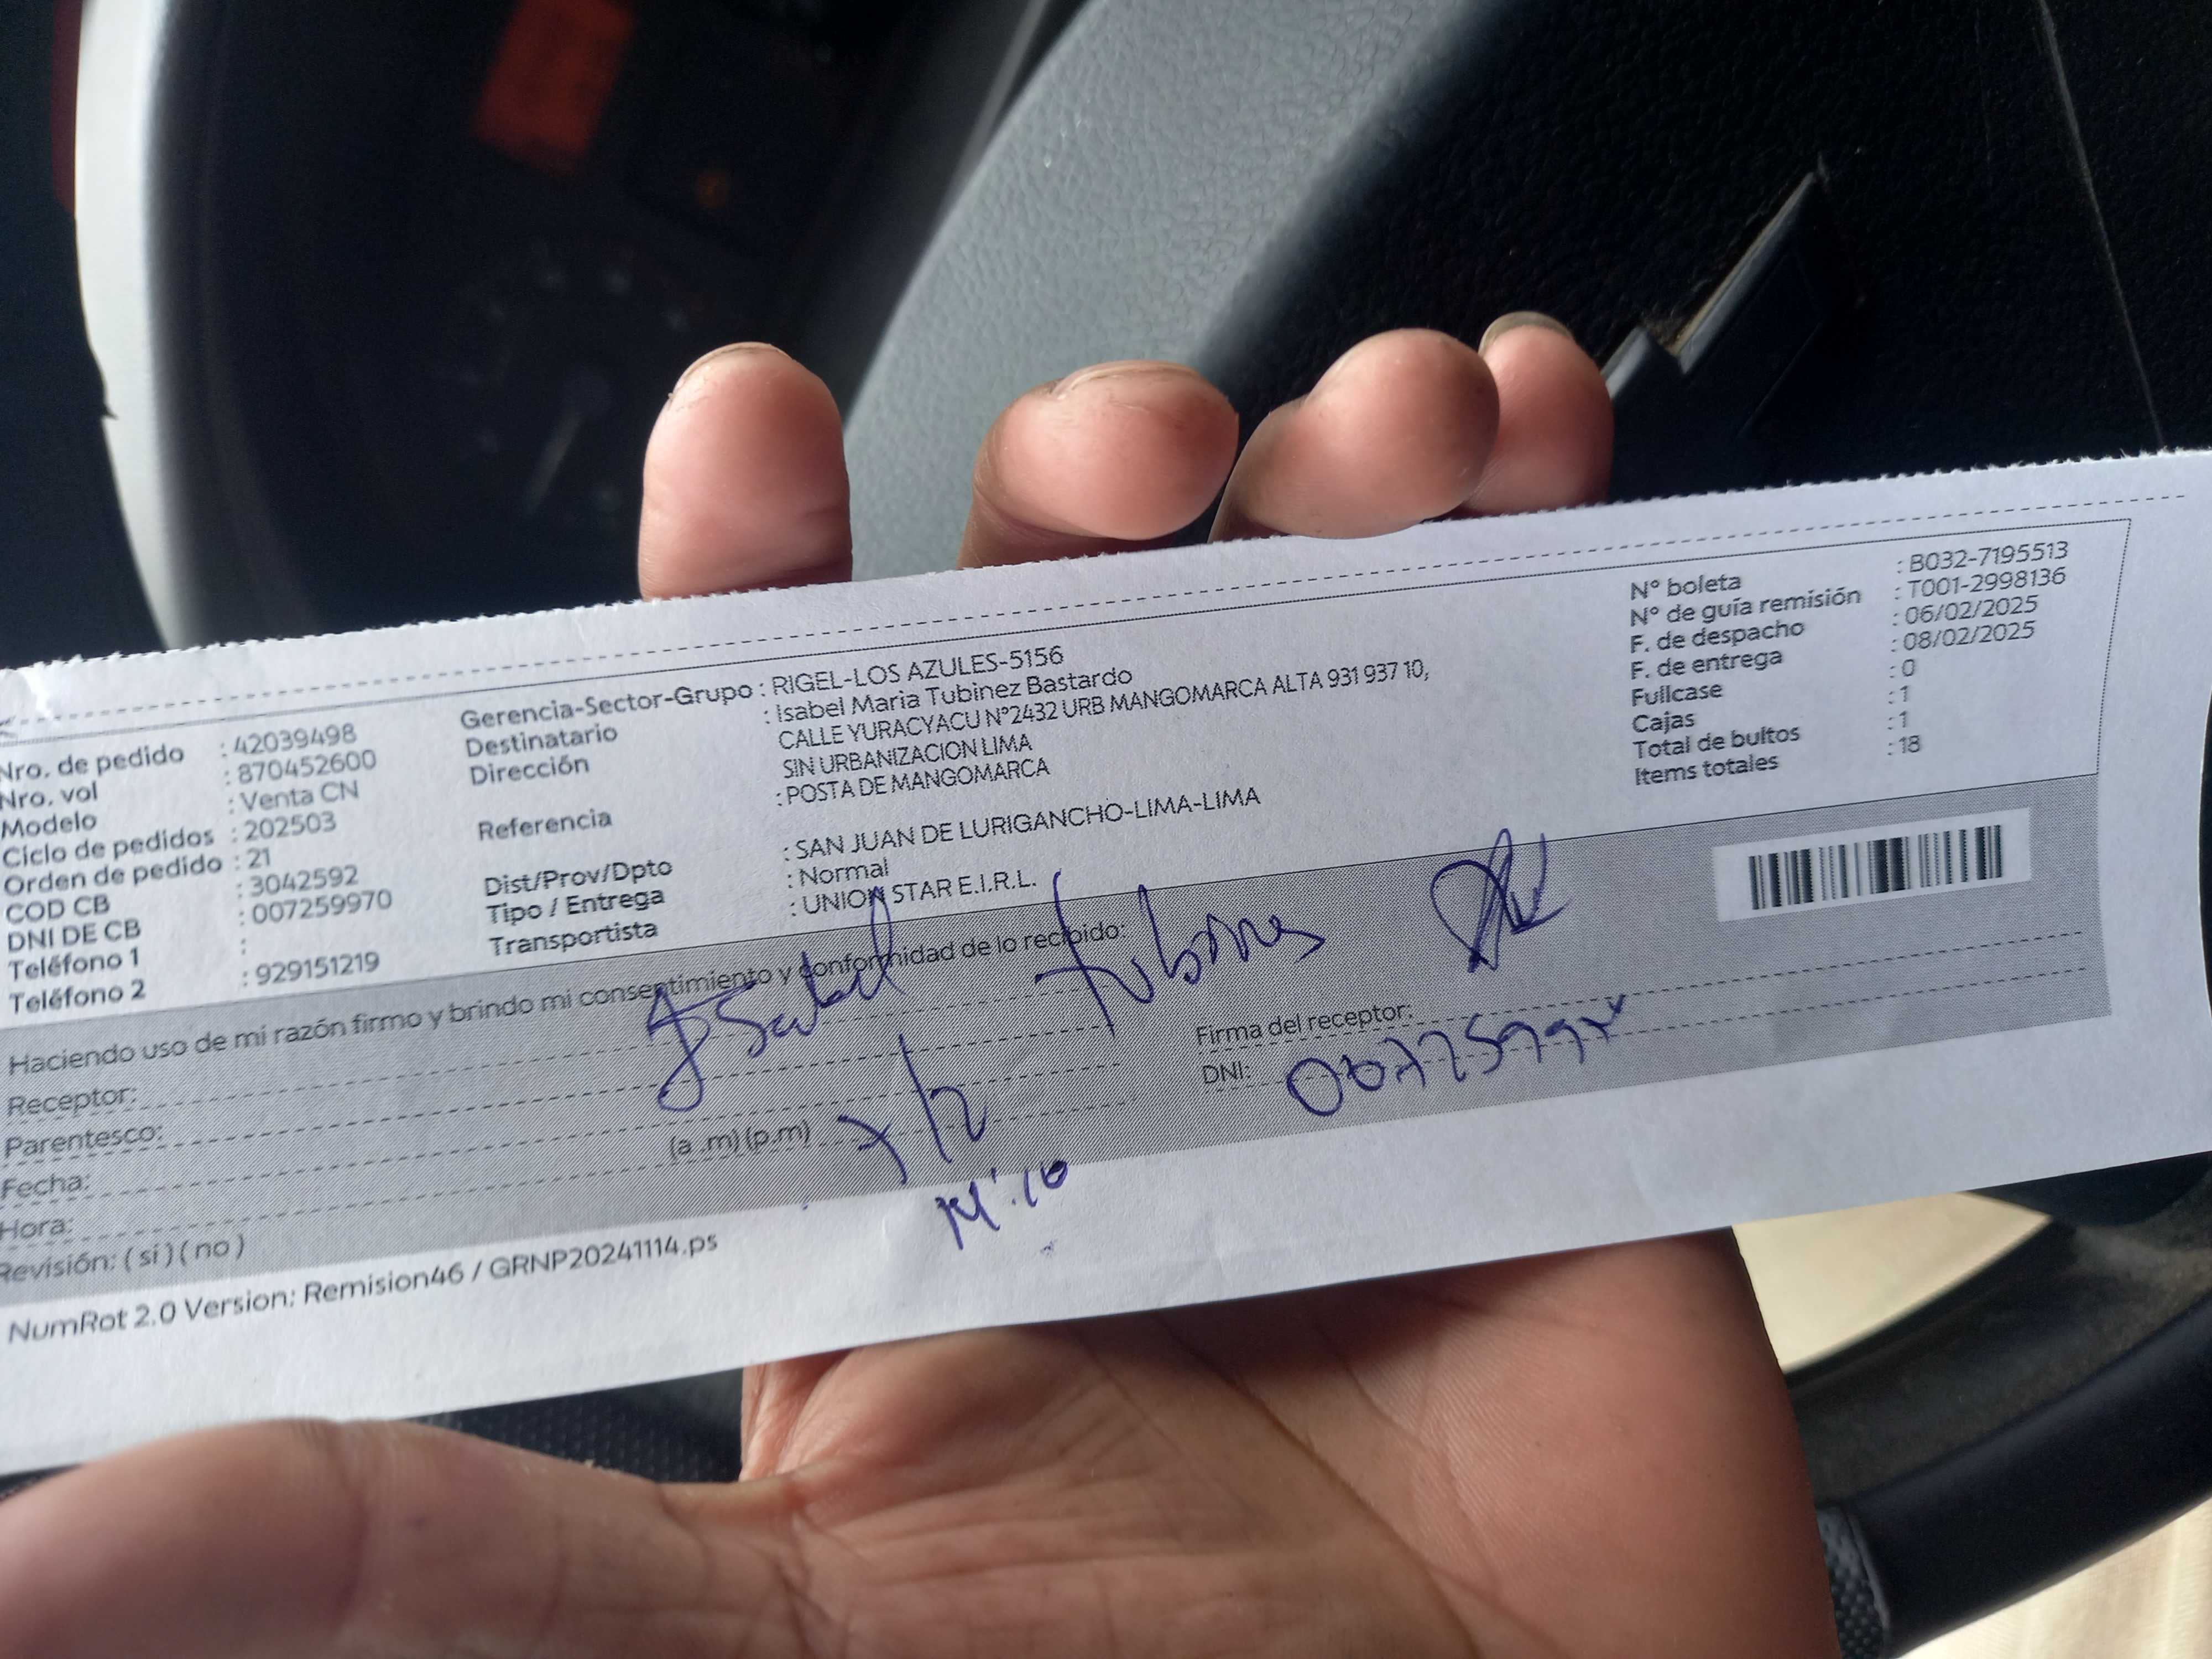 Nro. de pedido : 42039498
Nro. vol : 870452600
Modelo : Venta CN
Ciclo de pedidos : 202503
Orden de pedido : 21
COD CB : 3042592
DNI DE CB : 007259970
Teléfono 1 :
Teléfono 2 : 929151219
Gerencia-Sector-Grupo : RIGEL-LOS AZULES-5156
Destinatario : Isabel Maria Tubinez Bastardo
Dirección CALLE YURACYACU N°2432 URB MANGOMARCA ALTA 931 937 10,
SIN URBANIZACION LIMA
Referencia : POSTA DE MANGOMARCA
Dist/Prov/Dpto : SAN JUAN DE LURIGANCHO-LIMA-LIMA
Tipo / Entrega : Normal
Transportista : UNION STAR E.I.R.L.
N° boleta : B032-7195513
N° de guía remisión : T001-2998136
F. de despacho : 06/02/2025
F. de entrega : 08/02/2025
Fullcase : 0
Cajas : 1
Total de bultos : 1
Items totales : 18
Haciendo uso de mi razón firmo y brindo mi consentimiento y conformidad de lo recibido:
Receptor: Isabel
Parentesco:
Fecha: 7/2
Hora: (a .m) (p.m)
Revisión: ( si ) ( no )
Firma del receptor:
DNI:
NumRot 2.0 Version: Remision46 / GRNP20241114.ps